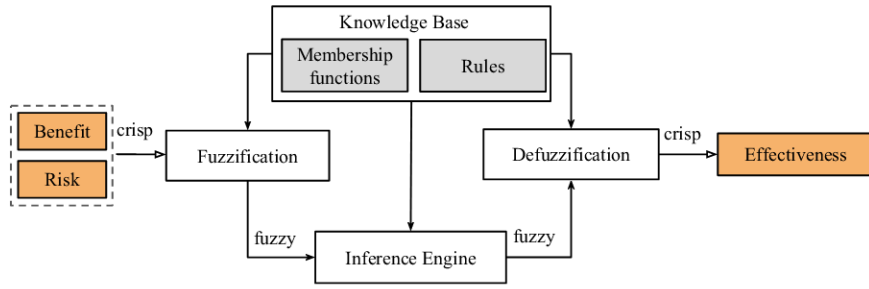 Knowledge Base
Membership
functions
Rules
Benefit
Risk
crisp
Fuzzification
Defuzzification
crisp
Effectiveness
fuzzy
Inference Engine
fuzzy